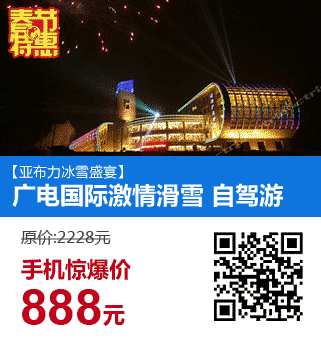 春节
特惠
【亚布力冰雪盛宴】
广电国际激情滑雪 自驾游
原价:2228元
手机惊爆价
888元